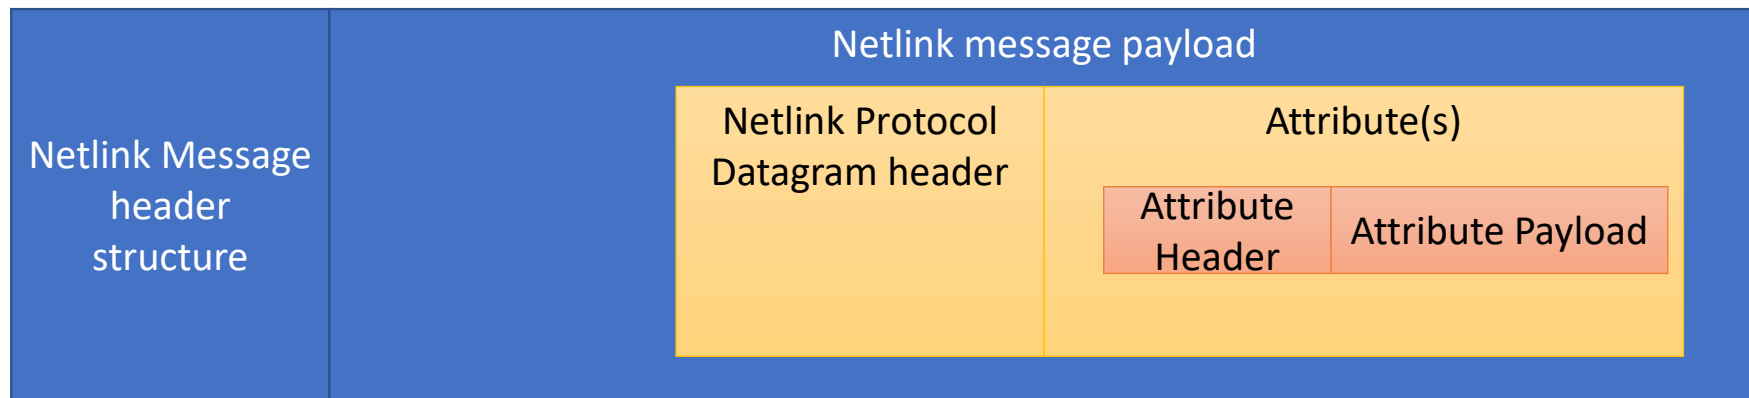 Netlink message payload
Netlink Message
header
structure
Netlink Protocol
Datagram header
Attribute(s)
Attribute
Header
Attribute Payload